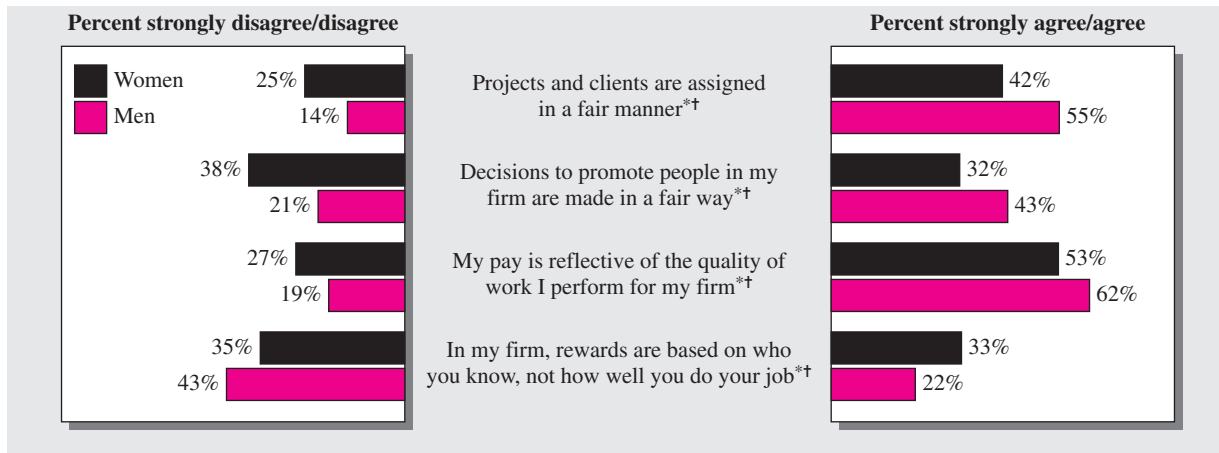 Percent strongly disagree/disagree
Percent strongly agree/agree
Women
Men
25%
14%
Projects and clients are assigned
in a fair manner*†
42%
55%
38%
21%
Decisions to promote people in my
firm are made in a fair way*†
32%
43%
27%
19%
My pay is reflective of the quality of
work I perform for my firm*†
53%
62%
35%
43%
In my firm, rewards are based on who
you know, not how well you do your job*†
33%
22%